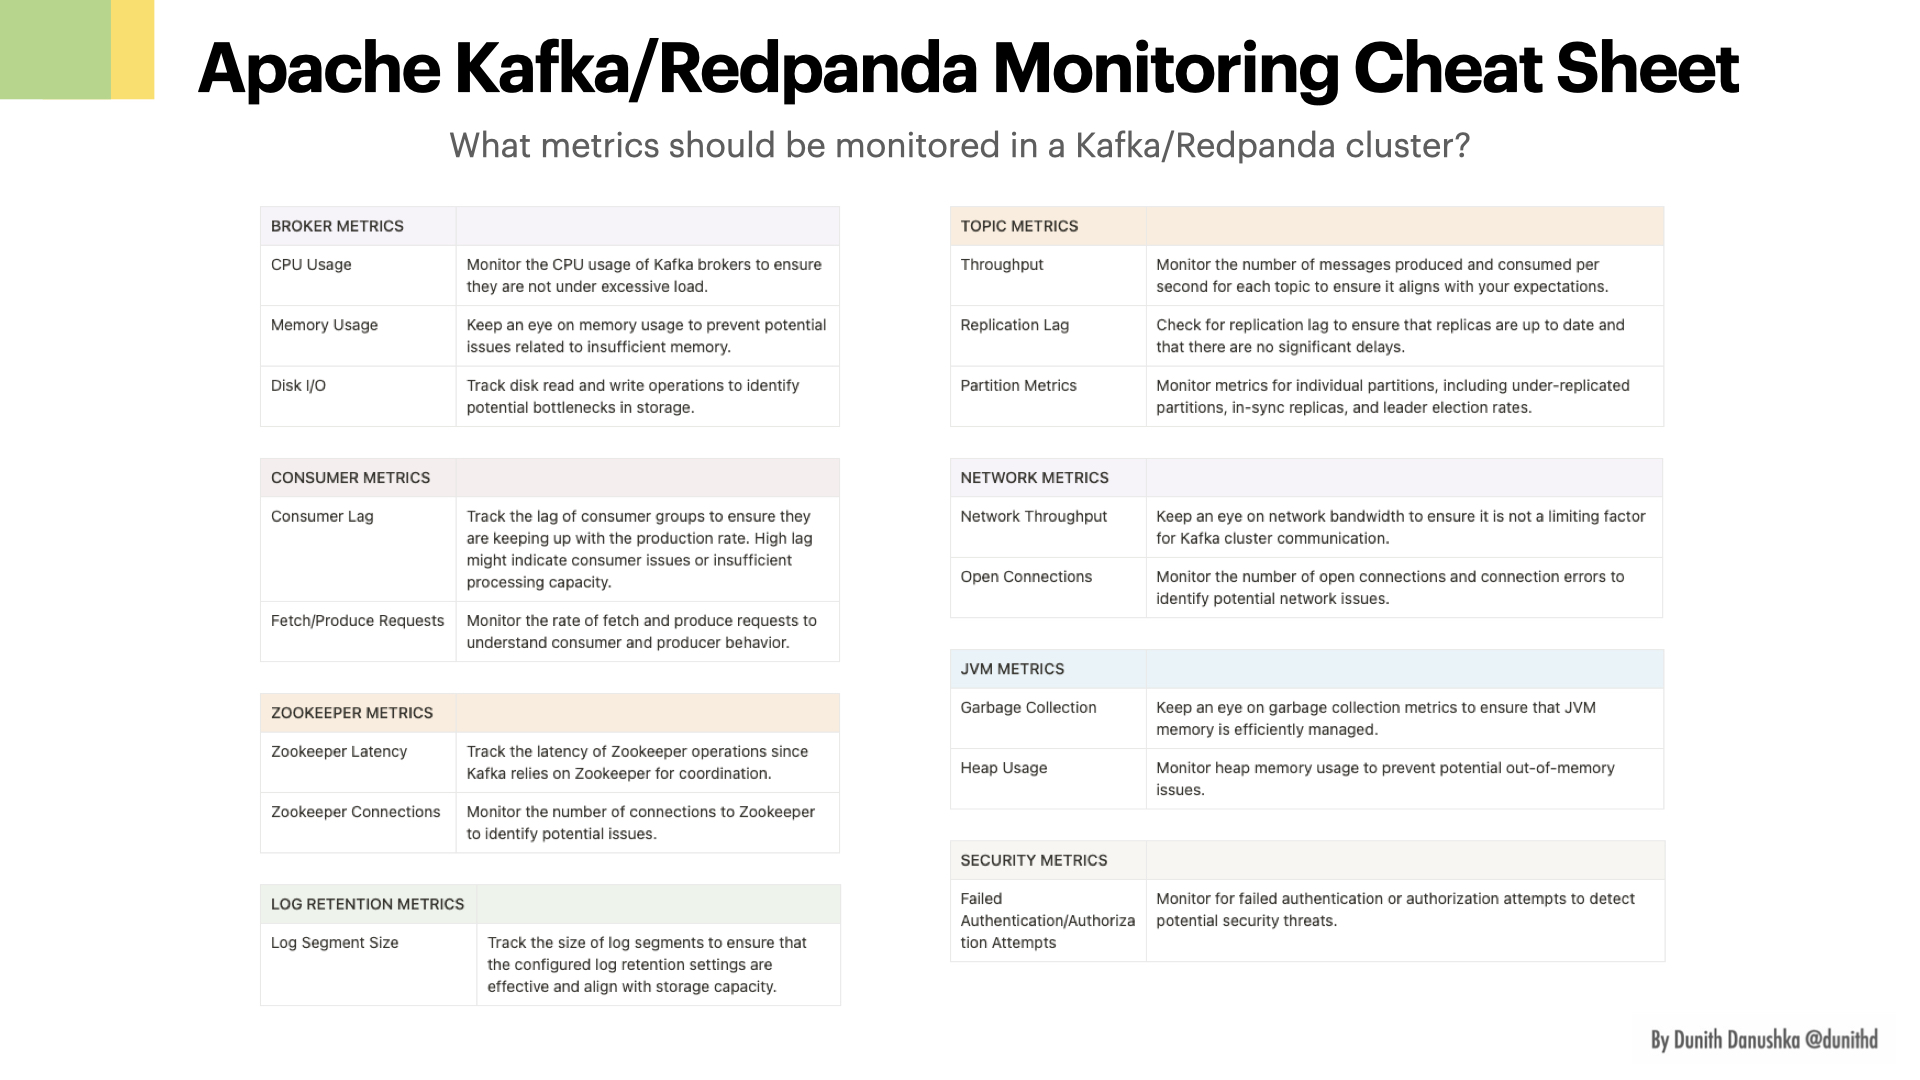 Apache Kafka/Redpanda Monitoring Cheat Sheet
What metrics should be monitored in a Kafka/Redpanda cluster?
BROKER METRICS
CPU Usage
Monitor the CPU usage of Kafka brokers to ensure
they are not under excessive load.
Memory Usage
Keep an eye on memory usage to prevent potential
issues related to insufficient memory.
Disk I/O
Track disk read and write operations to identify
potential bottlenecks in storage.
CONSUMER METRICS
Consumer Lag
Track the lag of consumer groups to ensure they
are keeping up with the production rate. High lag
might indicate consumer issues or insufficient
processing capacity.
Fetch/Produce Requests
Monitor the rate of fetch and produce requests to
understand consumer and producer behavior.
ZOOKEEPER METRICS
Zookeeper Latency
Track the latency of Zookeeper operations since
Kafka relies on Zookeeper for coordination.
Zookeeper Connections
Monitor the number of connections to Zookeeper
to identify potential issues.
LOG RETENTION METRICS
Log Segment Size
Track the size of log segments to ensure that
the configured log retention settings are
effective and align with storage capacity.
TOPIC METRICS
Throughput
Monitor the number of messages produced and consumed per
second for each topic to ensure it aligns with your expectations.
Replication Lag
Check for replication lag to ensure that replicas are up to date and
that there are no significant delays.
Partition Metrics
Monitor metrics for individual partitions, including under-replicated
partitions, in-sync replicas, and leader election rates.
NETWORK METRICS
Network Throughput
Keep an eye on network bandwidth to ensure it is not a limiting factor
for Kafka cluster communication.
Open Connections
Monitor the number of open connections and connection errors to
identify potential network issues.
JVM METRICS
Garbage Collection
Keep an eye on garbage collection metrics to ensure that JVM
memory is efficiently managed.
Heap Usage
Monitor heap memory usage to prevent potential out-of-memory
issues.
SECURITY METRICS
Failed
Authentication/Authoriza
tion Attempts
Monitor for failed authentication or authorization attempts to detect
potential security threats.
By Dunith Danushka @dunithd